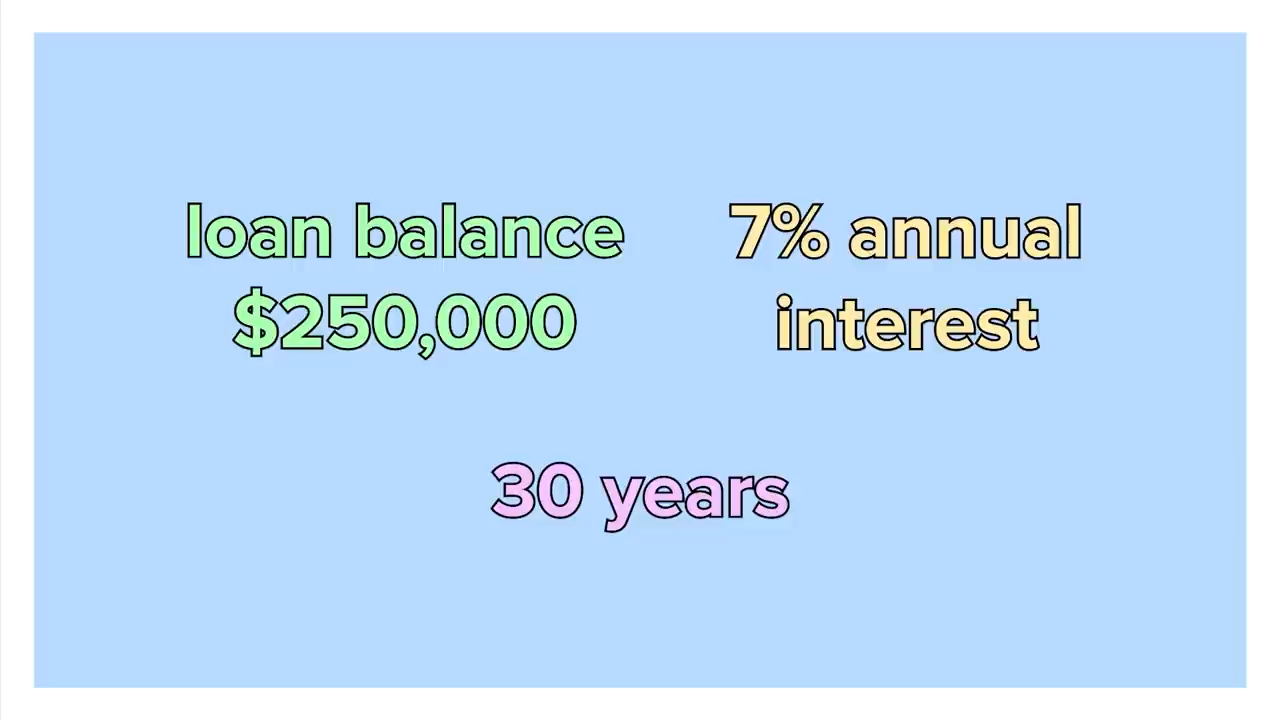 loan balance
$250,000
7% annual
interest
30 years